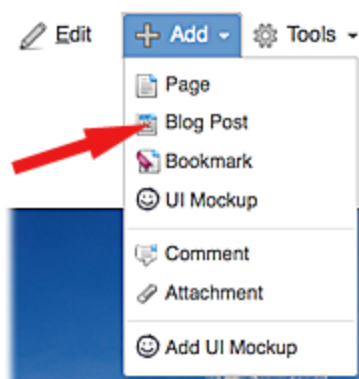 Edit
Add
Tools
Page
Blog Post
Bookmark
UI Mockup
Comment
Attachment
Add UI Mockup